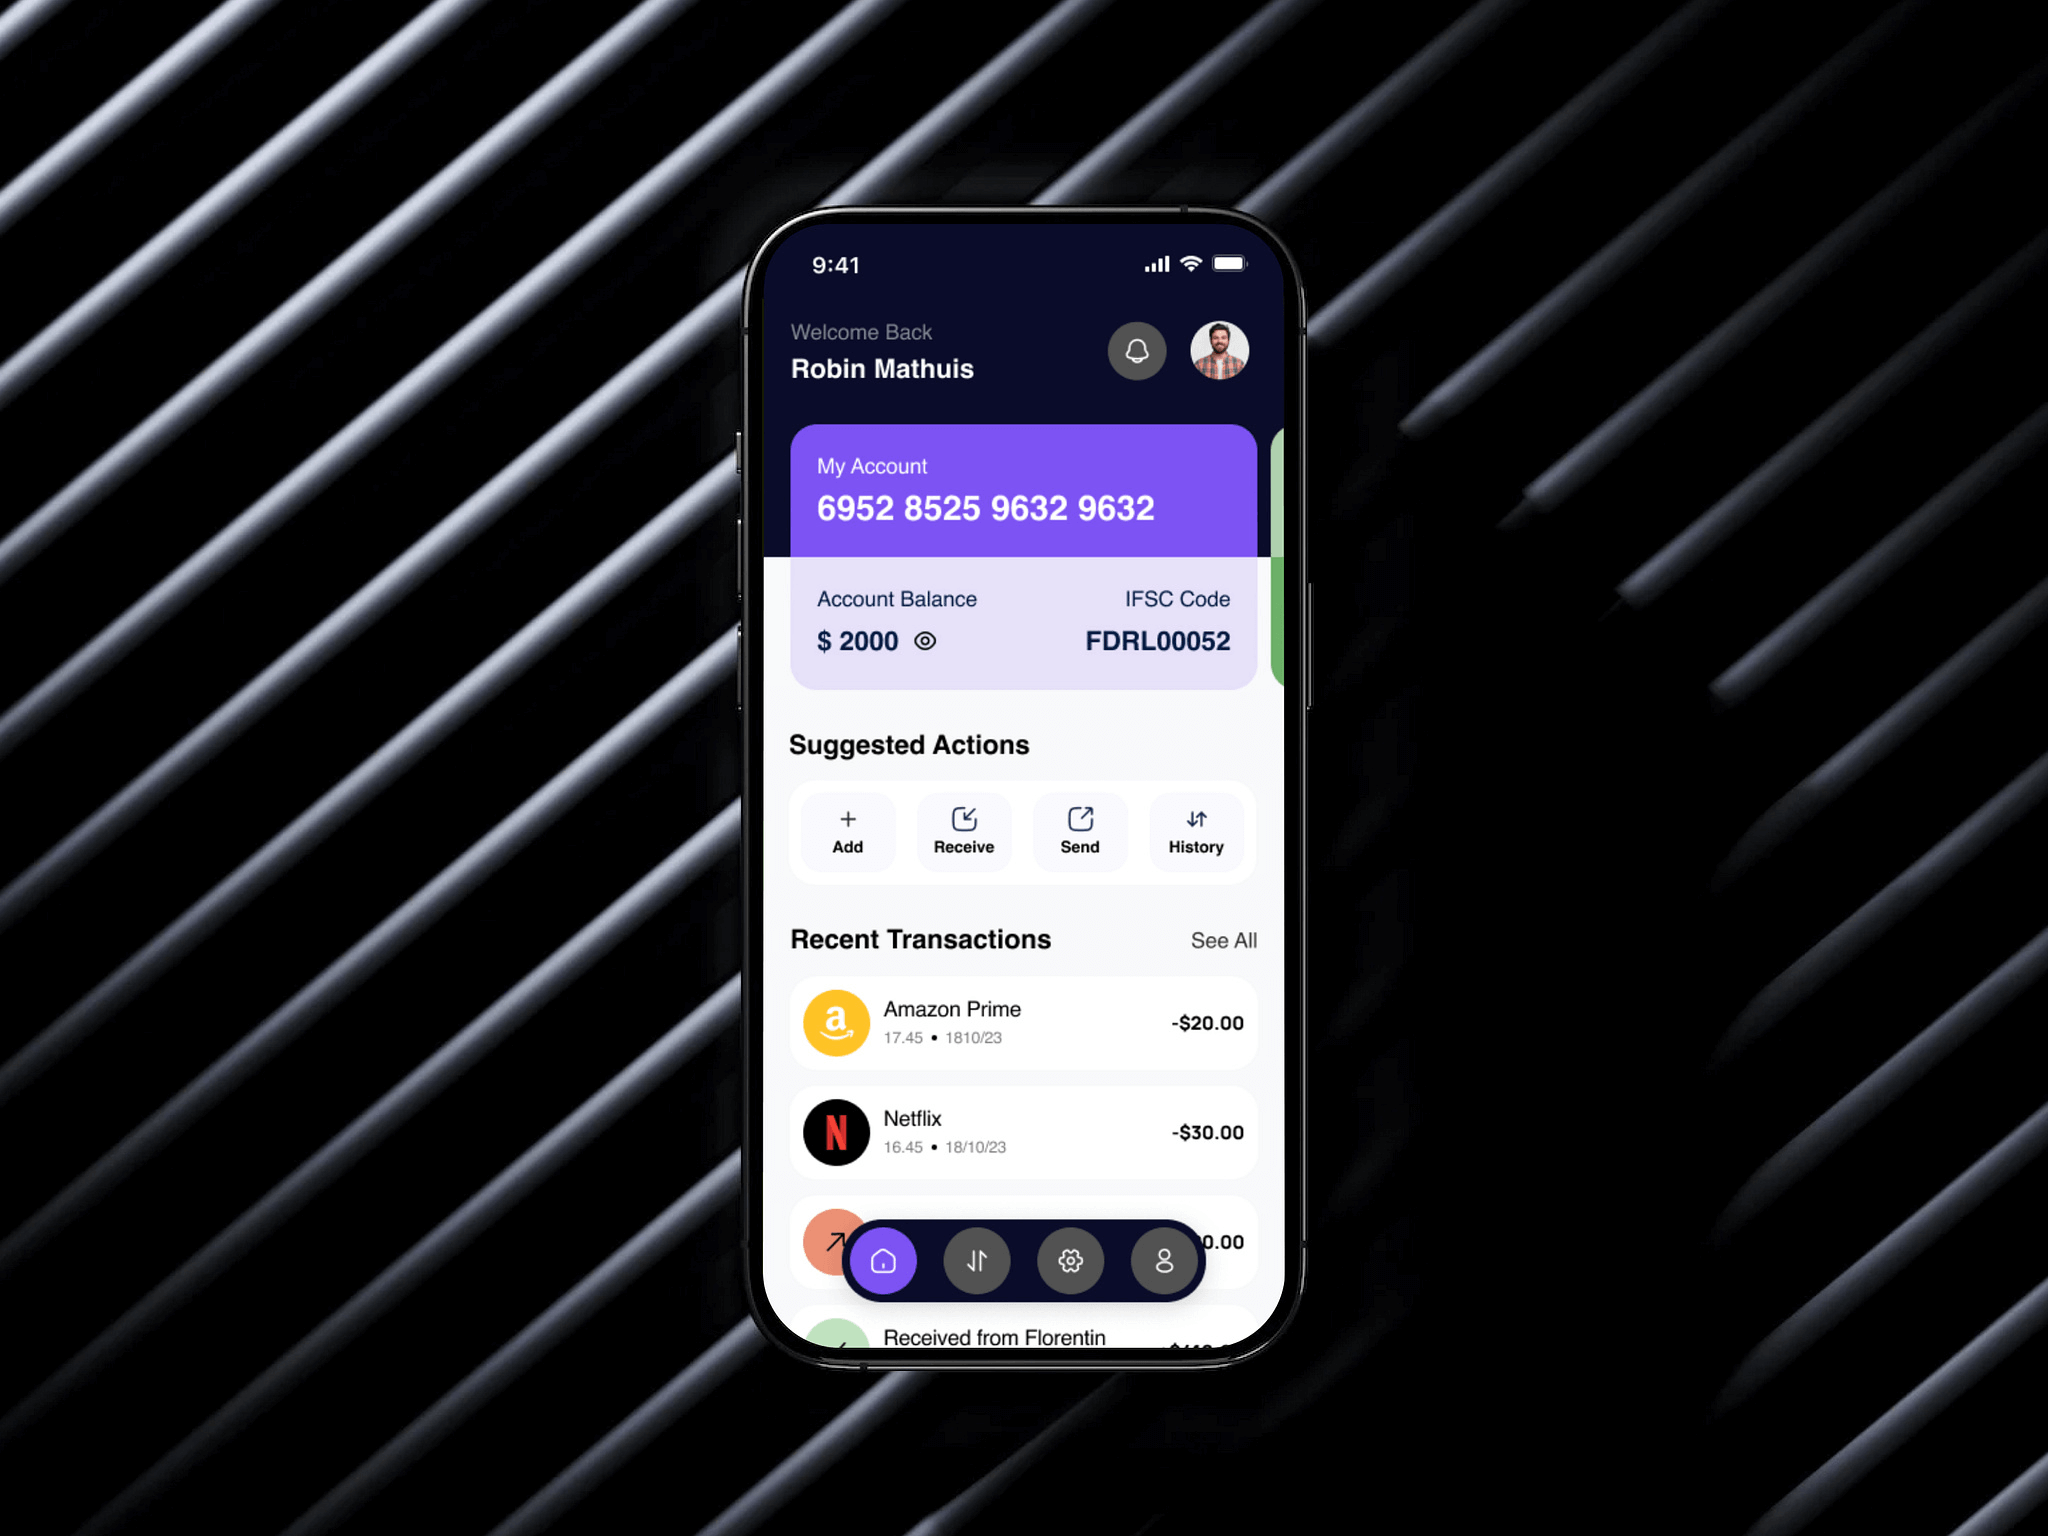 9:41
Welcome Back
Robin Mathuis
My Account
6952 8525 9632 9632
Account Balance
IFSC Code
$ 2000
FDRL00052
Suggested Actions
Add
Receive
Send
History
Recent Transactions
See All
Amazon Prime
-$20.00
17.45 • 1810/23
Netflix
-$30.00
16.45 • 18/10/23
0.00
Received from Florentin